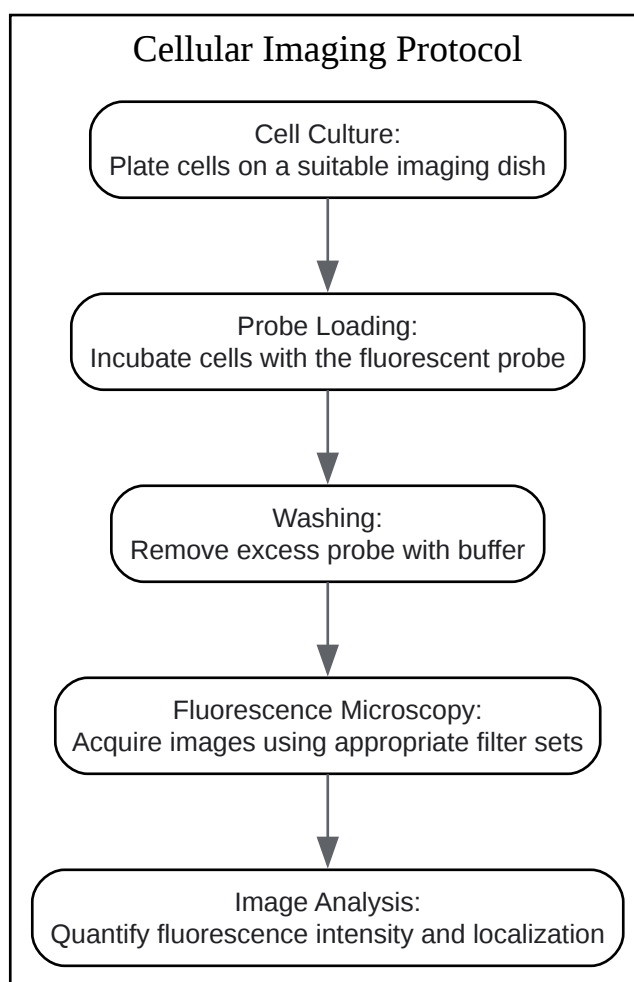 Cellular Imaging Protocol
Cell Culture:
Plate cells on a suitable imaging dish
Probe Loading:
Incubate cells with the fluorescent probe
Washing:
Remove excess probe with buffer
Fluorescence Microscopy:
Acquire images using appropriate filter sets
Image Analysis:
Quantify fluorescence intensity and localization